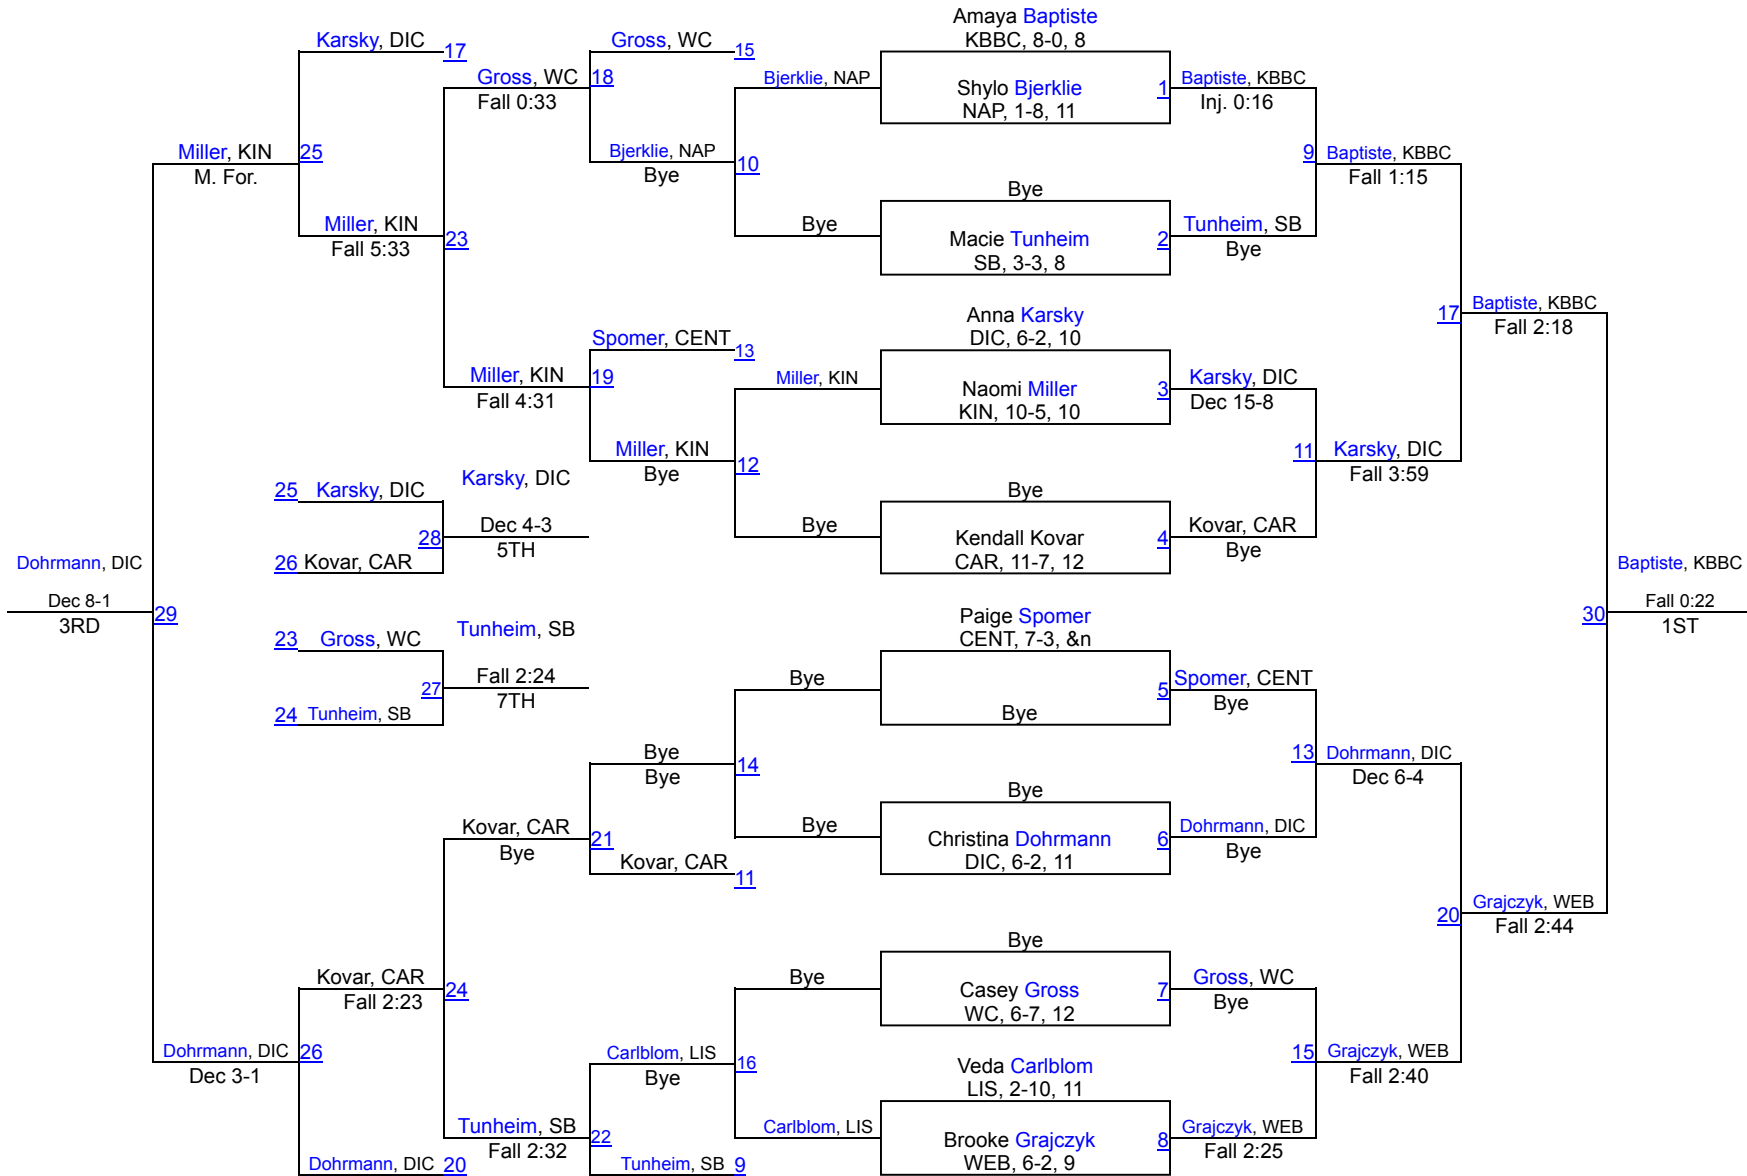 Amaya Baptiste
Karsky, DIC
17
Gross, WC
15
KBBC, 8-0, 8
Gross, WC
18
Fall 0:33
Bjerklie, NAP
Shylo Bjerklie
NAP, 1-8, 11
1
Baptiste, KBBC
Inj. 0:16
Miller, KIN
25
M. For.
Bjerklie, NAP
Bye
10
9
Baptiste, KBBC
Fall 1:15
Bye
Miller, KIN
Fall 5:33
23
Bye
Macie Tunheim
SB, 3-3, 8
2
Tunheim, SB
Bye
Anna Karsky
DIC, 6-2, 10
17
Baptiste, KBBC
Fall 2:18
Spomer, CENT
13
Miller, KIN
19
Fall 4:31
Miller, KIN
Naomi Miller
KIN, 10-5, 10
3
Karsky, DIC
Dec 15-8
Miller, KIN
Bye
12
11
Karsky, DIC
Fall 3:59
25
Karsky, DIC
Karsky, DIC
Bye
28
Dec 4-3
5TH
Bye
Kendall Kovar
CAR, 11-7, 12
4
Kovar, CAR
Bye
26
Kovar, CAR
Dohrmann, DIC
Dec 8-1
3RD
29
Baptiste, KBBC
30
Fall 0:22
1ST
Paige Spomer
CENT, 7-3, &n
23
Gross, WC
Tunheim, SB
27
Fall 2:24
7TH
24
Tunheim, SB
Bye
Bye
5
Spomer, CENT
Bye
Bye
Bye
14
13
Dohrmann, DIC
Dec 6-4
Bye
Kovar, CAR
Bye
21
Kovar, CAR
11
Bye
Christina Dohrmann
DIC, 6-2, 11
6
Dohrmann, DIC
Bye
20
Grajczyk, WEB
Fall 2:44
Bye
Kovar, CAR
Fall 2:23
24
Bye
Casey Gross
WC, 6-7, 12
7
Gross, WC
Bye
Dohrmann, DIC
26
Dec 3-1
Carlblom, LIS
Bye
16
Veda Carlblom
LIS, 2-10, 11
15
Grajczyk, WEB
Fall 2:40
Tunheim, SB
22
Fall 2:32
Carlblom, LIS
Brooke Grajczyk
WEB, 6-2, 9
8
Grajczyk, WEB
Fall 2:25
Dohrmann, DIC
20
Tunheim, SB
9